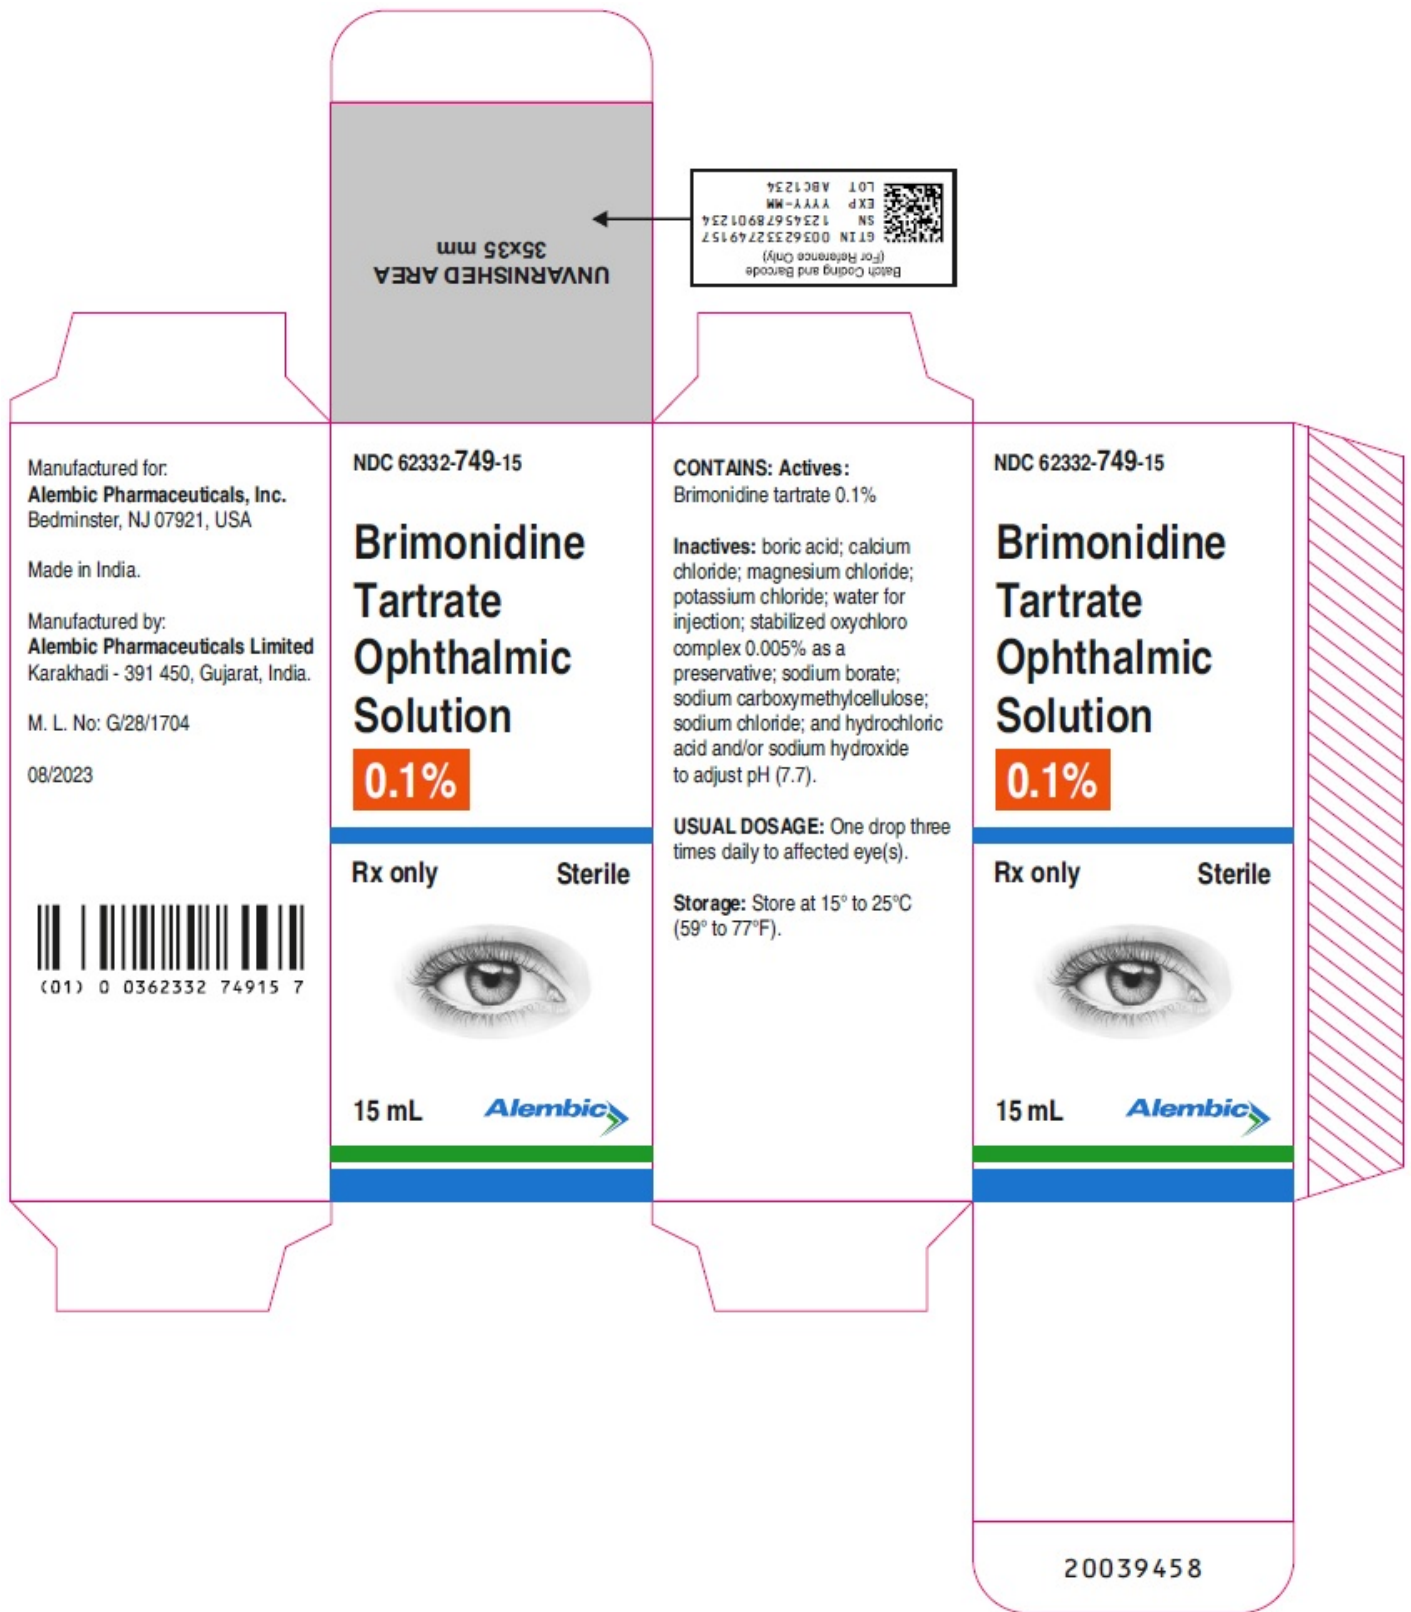 UNVARNISHED AREA
35x35 mm
Batch Coding and Barcode
(For Reference Only)
GTIN 00362332749157
SN 12345678901234
EXP YYYY-MM
LOT ABC1234
Manufactured for:
Alembic Pharmaceuticals, Inc.
Bedminster, NJ 07921, USA
Made in India.
Manufactured by:
Alembic Pharmaceuticals Limited
Karakhadi - 391 450, Gujarat, India.
M. L. No: G/28/1704
08/2023
(01) 0 0362332 74915 7
NDC 62332-749-15
Brimonidine
Tartrate
Ophthalmic
Solution
0.1%
Rx only Sterile
15 mL Alembic
CONTAINS: Actives:
Brimonidine tartrate 0.1%
Inactives: boric acid; calcium
chloride; magnesium chloride;
potassium chloride; water for
injection; stabilized oxychloro
complex 0.005% as a
preservative; sodium borate;
sodium carboxymethylcellulose;
sodium chloride; and hydrochloric
acid and/or sodium hydroxide
to adjust pH (7.7).
USUAL DOSAGE: One drop three
times daily to affected eye(s).
Storage: Store at 15° to 25°C
(59° to 77°F).
NDC 62332-749-15
Brimonidine
Tartrate
Ophthalmic
Solution
0.1%
Rx only Sterile
15 mL Alembic
20039458